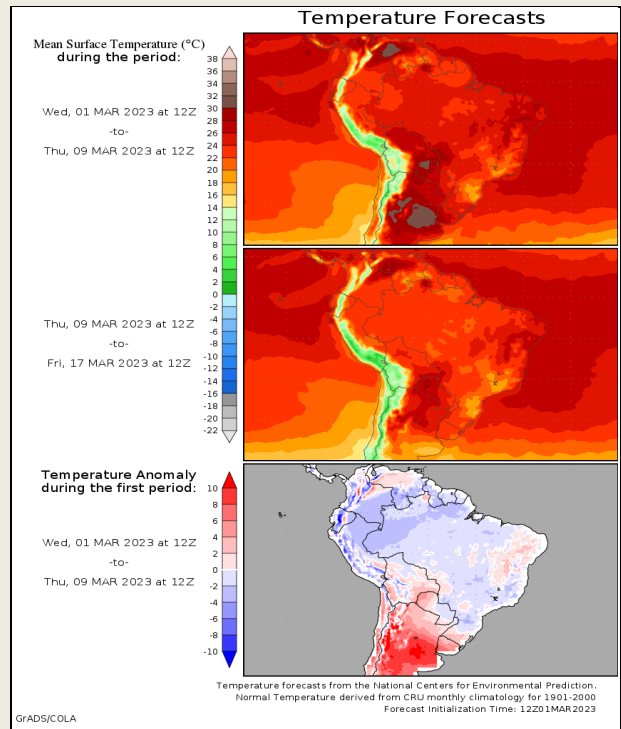 Temperature Forecasts
Mean Surface Temperature (°C)
during the period:
Wed, 01 MAR 2023 at 12Z
-to-
Thu, 09 MAR 2023 at 12Z
38
36
34
32
30
28
26
24
22
20
18
16
14
12
10
8
6
4
2
0
-2
-4
-6
-8
-10
-12
-14
-16
-18
-20
-22
Thu, 09 MAR 2023 at 12Z
-to-
Fri, 17 MAR 2023 at 12Z
Temperature Anomaly
during the first period:
Wed, 01 MAR 2023 at 12Z
-to-
Thu, 09 MAR 2023 at 12Z
10
8
6
4
2
0
-2
-4
-6
-8
-10
Temperature forecasts from the National Centers for Environmental Prediction.
Normal Temperature derived from CRU monthly climatology for 1901-2000
Forecast Initialization Time: 12Z01MAR2023
GrADS/COLA